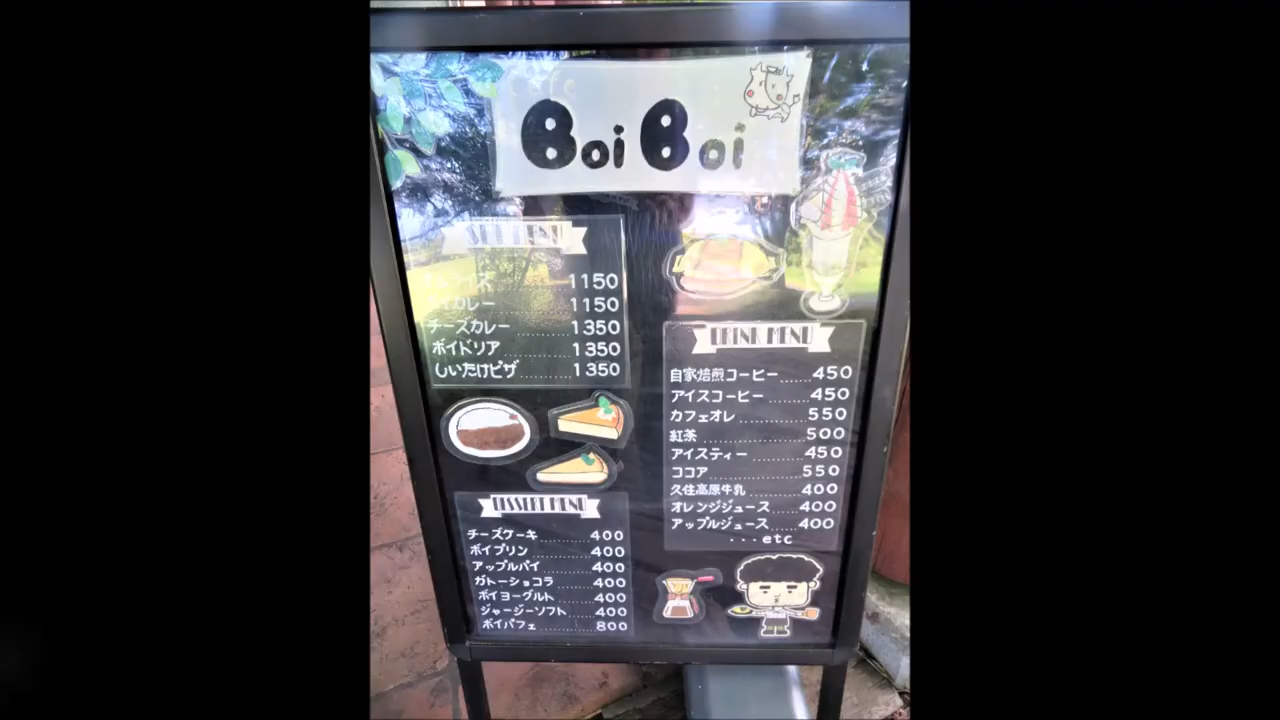 Cafe
Boi Boi
MENU
1150
カレー 1150
チーズカレー 1350
ボイドリア 1350
しいたけピザ 1350
DRINK MENU
自家焙煎コーヒー 450
アイスコーヒー 450
カフェオレ 550
紅茶 500
アイスティー 450
ココア 550
久住高原牛乳 400
オレンジジュース 400
アップルジュース 400
...etc
DESSERT MENU
チーズケーキ 400
ボイプリン 400
アップルパイ 400
ガトーショコラ 400
ボイヨーグルト 400
ジャージーソフト 400
ボイパフェ 800